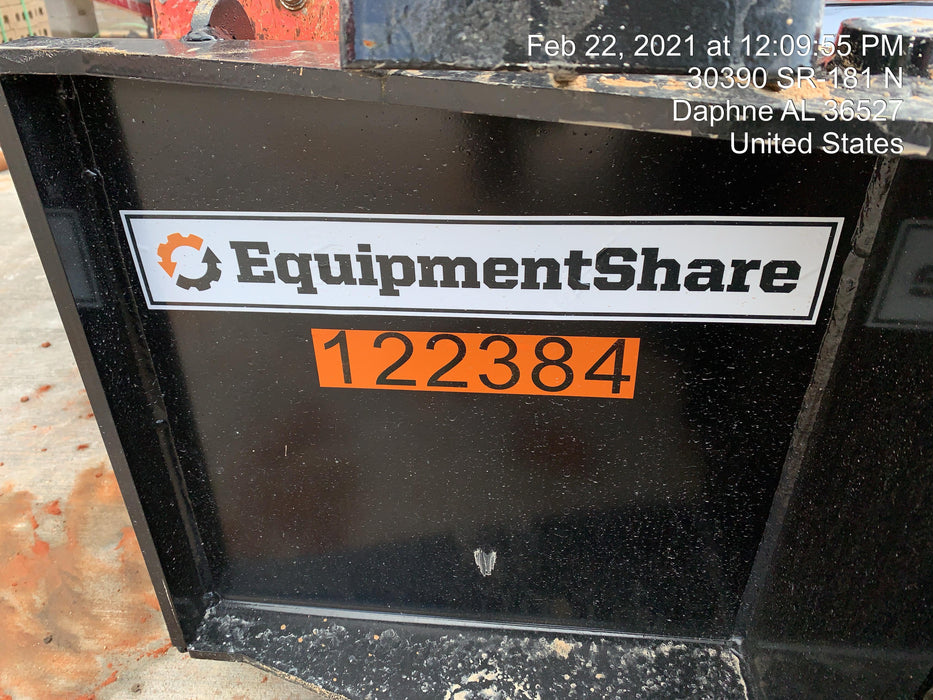 Feb 22, 2021 at 12:09:55 PM
30390 SR-181 N
Daphne AL 36527
United States
EquipmentShare
122384